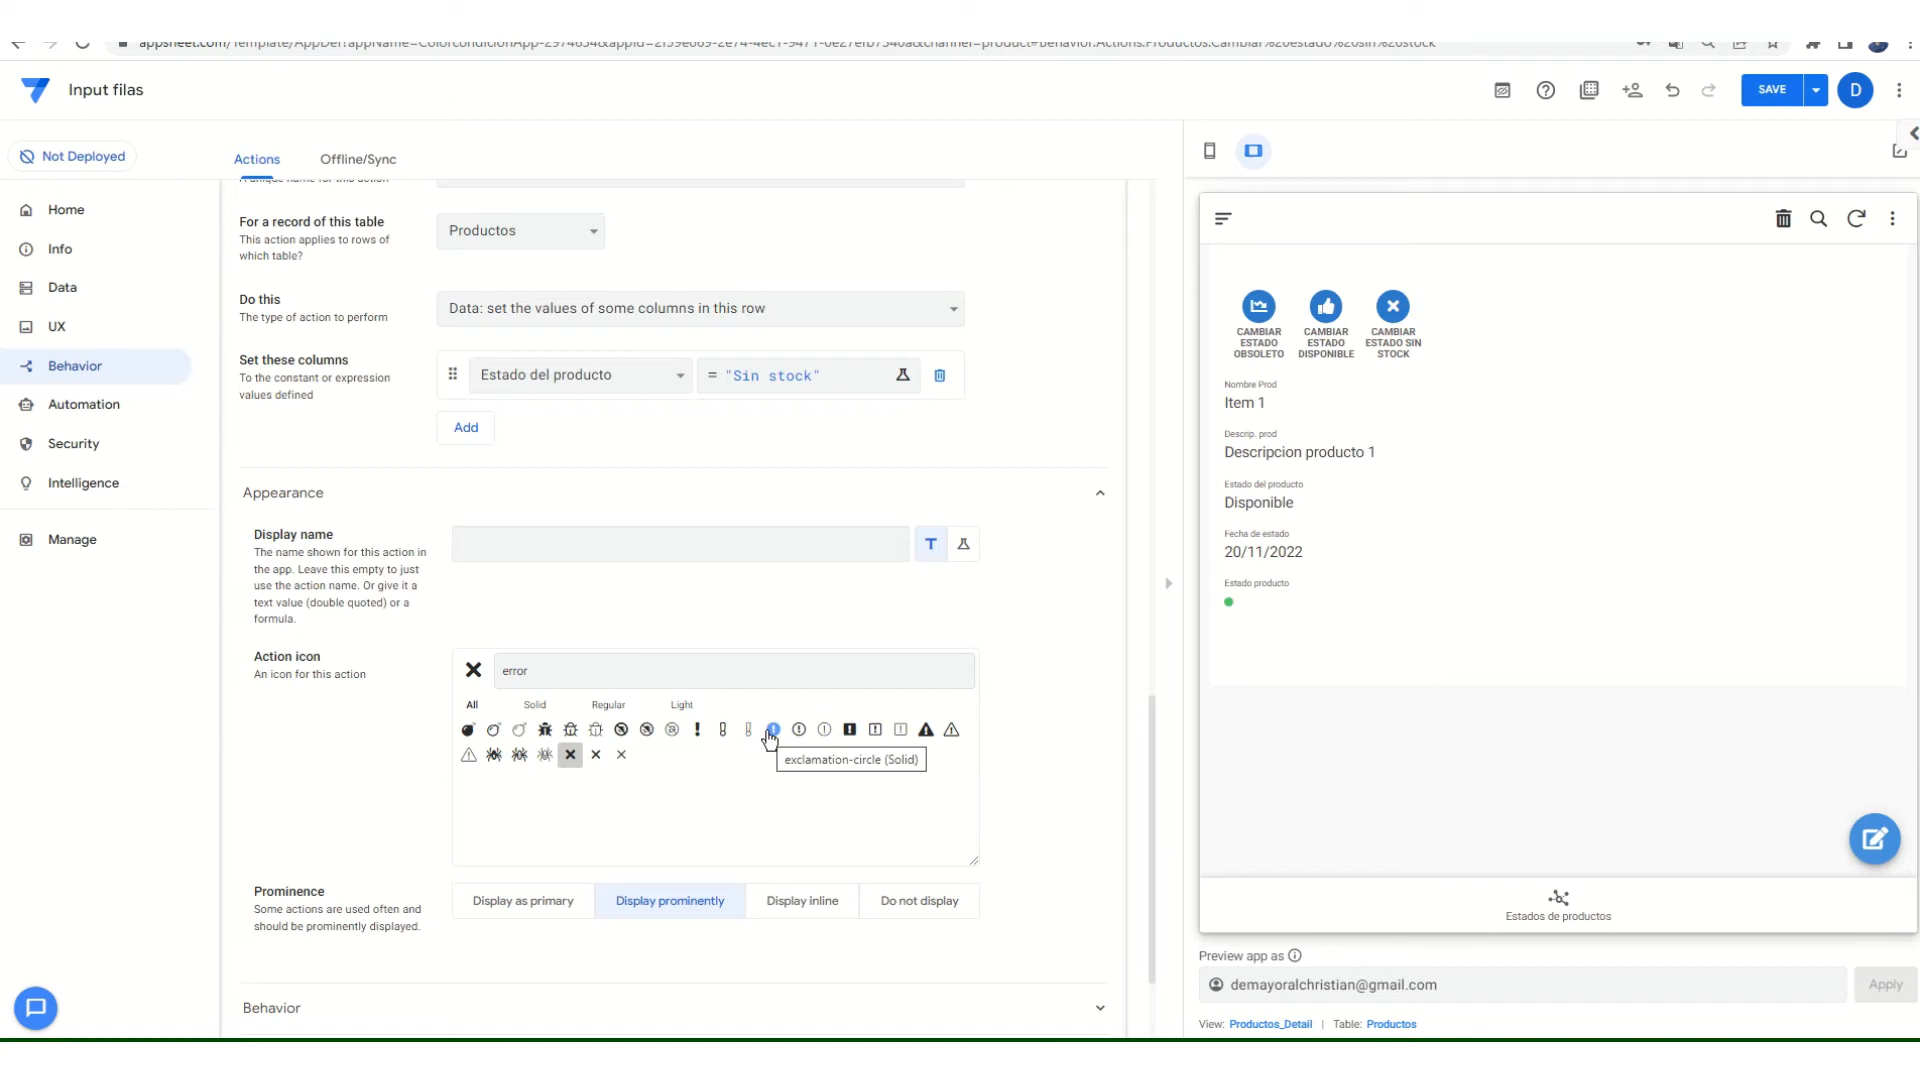 Input filas
SAVE
D
Not Deployed
Actions
Offline/Sync
Home
Info
Data
UX
Behavior
Automation
Security
Intelligence
Manage
A unique name for this action
For a record of this table
This action applies to rows of
which table?
Productos
Do this
The type of action to perform
Data: set the values of some columns in this row
Set these columns
To the constant or expression
values defined
Estado del producto
= "Sin stock"
Add
Appearance
Display name
The name shown for this action in
the app. Leave this empty to just
use the action name. Or give it a
text value (double quoted) or a
formula.
T
Action icon
An icon for this action
error
All
Solid
Regular
Light
exclamation-circle (Solid)
Prominence
Some actions are used often and
should be prominently displayed.
Display as primary
Display prominently
Display inline
Do not display
Behavior
CAMBIAR
ESTADO
OBSOLETO
CAMBIAR
ESTADO
DISPONIBLE
CAMBIAR
ESTADO SIN
STOCK
Nombre Prod
Item 1
Descrip. prod
Descripcion producto 1
Estado del producto
Disponible
Fecha de estado
20/11/2022
Estado producto
Estados de productos
Preview app as
demayoralchristian@gmail.com
Apply
View: Productos_Detail | Table: Productos